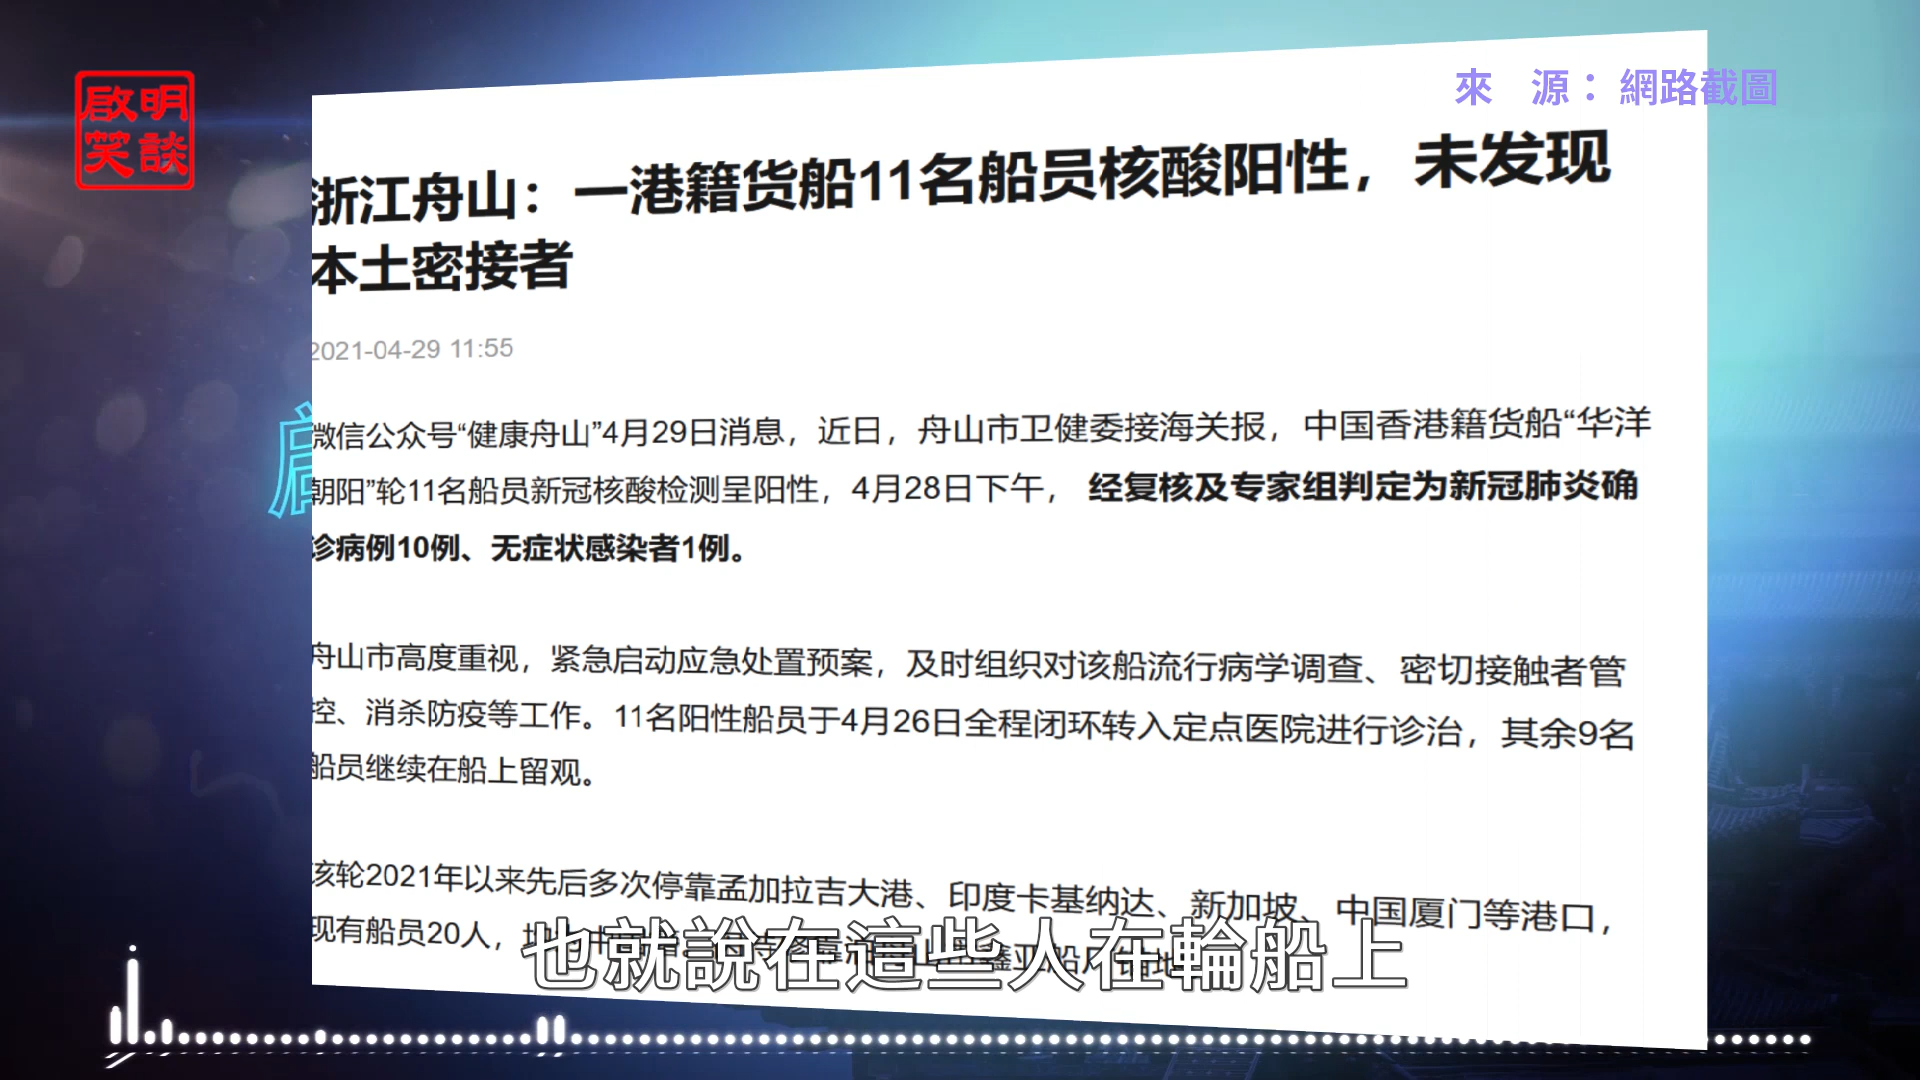 啟明
笑談
來 源：網路截圖
浙江舟山：一港籍货船11名船员核酸阳性，未发现
本土密接者
2021-04-29 11:55
微信公众号“健康舟山”4月29日消息，近日，舟山市卫健委接海关报，中国香港籍货船“华洋
朝阳”轮11名船员新冠核酸检测呈阳性，4月28日下午，经复核及专家组判定为新冠肺炎确
诊病例10例、无症状感染者1例。
舟山市高度重视，紧急启动应急处置预案，及时组织对该船流行病学调查、密切接触者管
控、消杀防疫等工作。11名阳性船员于4月26日全程闭环转入定点医院进行诊治，其余9名
船员继续在船上留观。
该轮2021年以来先后多次停靠孟加拉吉大港、印度卡基纳达、新加坡、中国厦门等港口，
现有船员20人，
也就說在這些人在輪船上